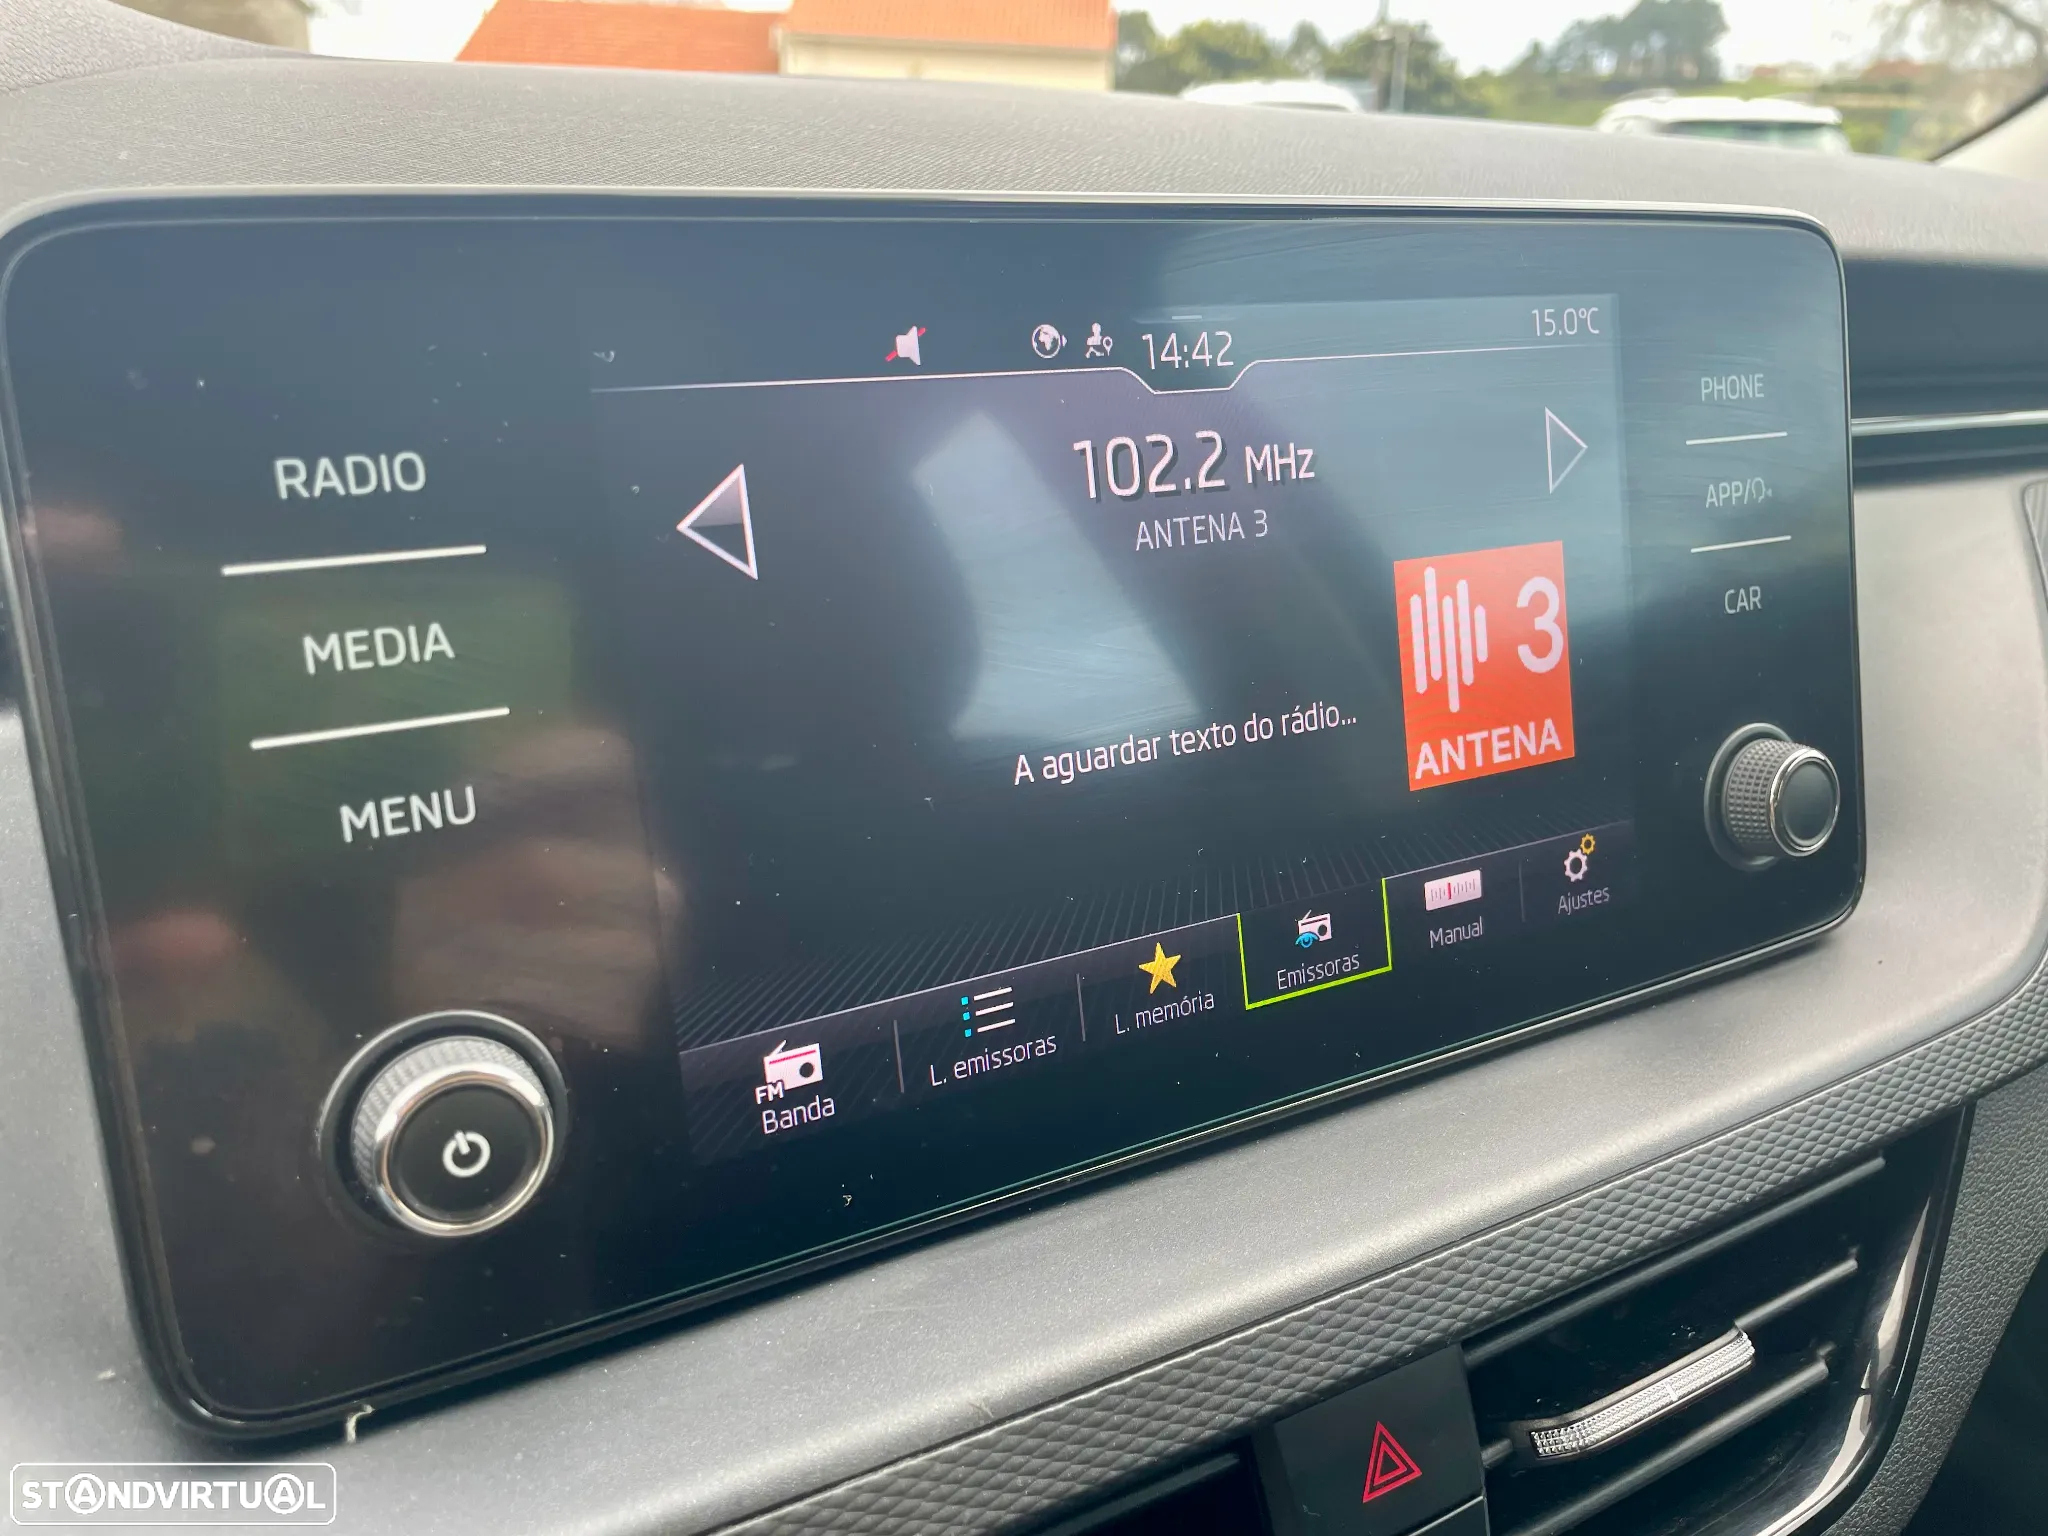 14:42
15.0°C
RADIO
MEDIA
MENU
102.2 MHz
ANTENA 3
A aguardar texto do rádio...
3
ANTENA
PHONE
APP/
CAR
FM
Banda
L. emissoras
L. memória
Emissoras
Manual
Ajustes
STANDVIRTUAL